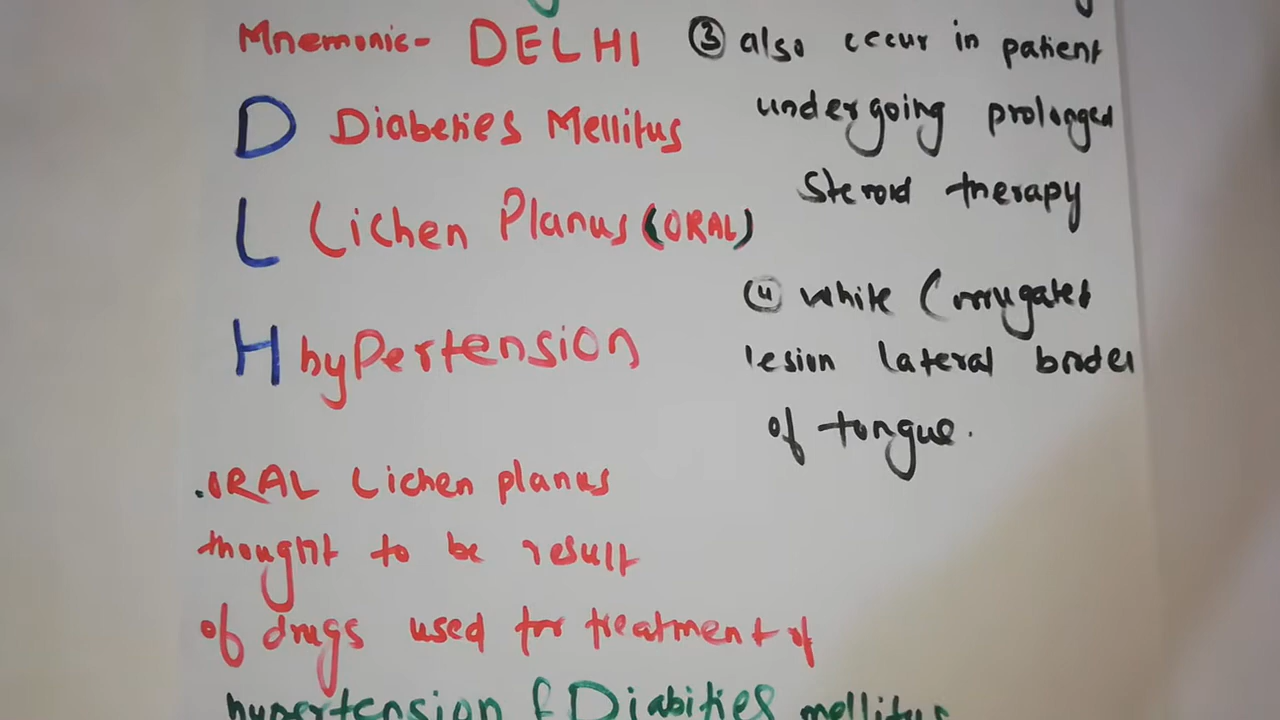 Mnemonic- DELHI
D Diabeties Mellitus
L Lichen Planus (ORAL)
H hypertension
.ORAL Lichen planus
thought to be result
of drugs used for treatment of
hypertension & Diabities mellitus
③ also occur in patient
undergoing prolonged
Steroid therapy
④ white Corrugated
lesion lateral border
of tongue.